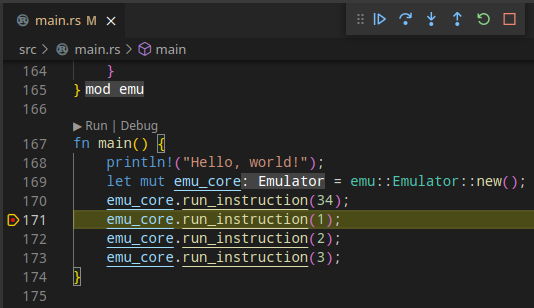 main.rs M
src > main.rs > main
164 }
165 } mod emu
166
Run | Debug
167 fn main() {
168 println!("Hello, world!");
169 let mut emu_core: Emulator = emu::Emulator::new();
170 emu_core.run_instruction(34);
171 emu_core.run_instruction(1);
172 emu_core.run_instruction(2);
173 emu_core.run_instruction(3);
174 }
175